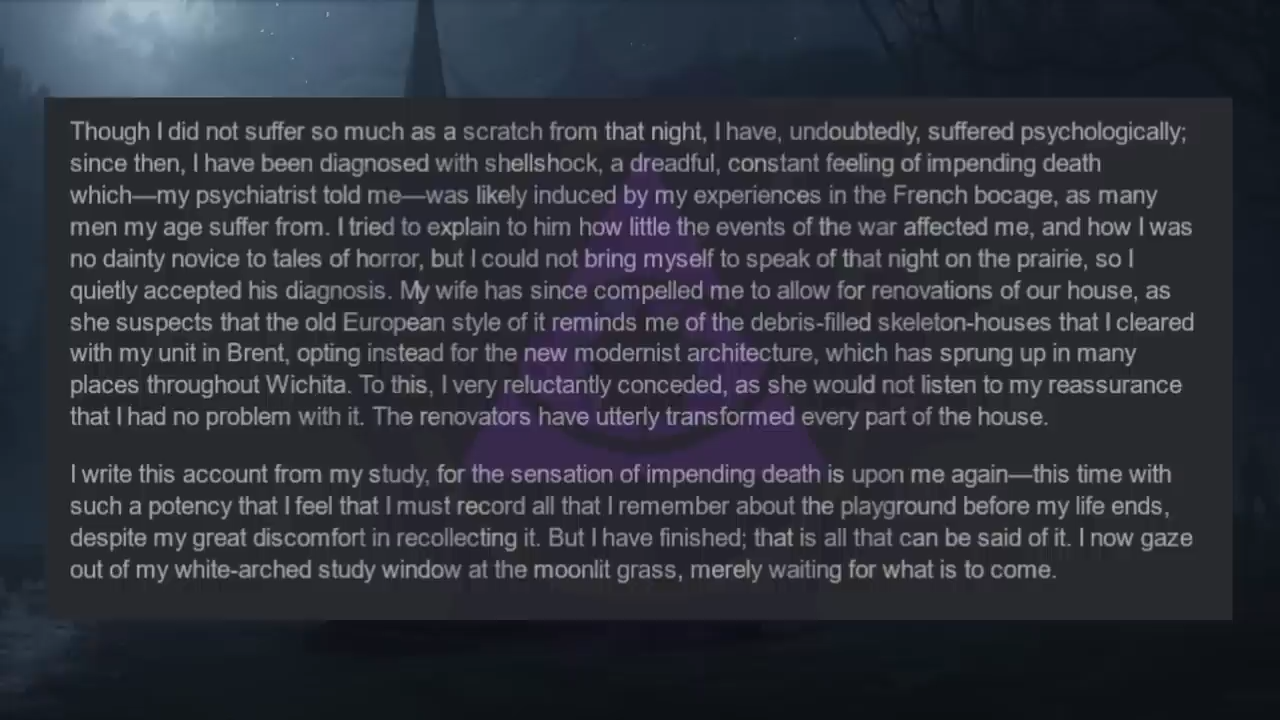 Though I did not suffer so much as a scratch from that night, I have, undoubtedly, suffered psychologically;
since then, I have been diagnosed with shellshock, a dreadful, constant feeling of impending death
which—my psychiatrist told me—was likely induced by my experiences in the French bocage, as many
men my age suffer from. I tried to explain to him how little the events of the war affected me, and how I was
no dainty novice to tales of horror, but I could not bring myself to speak of that night on the prairie, so I
quietly accepted his diagnosis. My wife has since compelled me to allow for renovations of our house, as
she suspects that the old European style of it reminds me of the debris-filled skeleton-houses that I cleared
with my unit in Brent, opting instead for the new modernist architecture, which has sprung up in many
places throughout Wichita. To this, I very reluctantly conceded, as she would not listen to my reassurance
that I had no problem with it. The renovators have utterly transformed every part of the house.
I write this account from my study, for the sensation of impending death is upon me again—this time with
such a potency that I feel that I must record all that I remember about the playground before my life ends,
despite my great discomfort in recollecting it. But I have finished; that is all that can be said of it. I now gaze
out of my white-arched study window at the moonlit grass, merely waiting for what is to come.